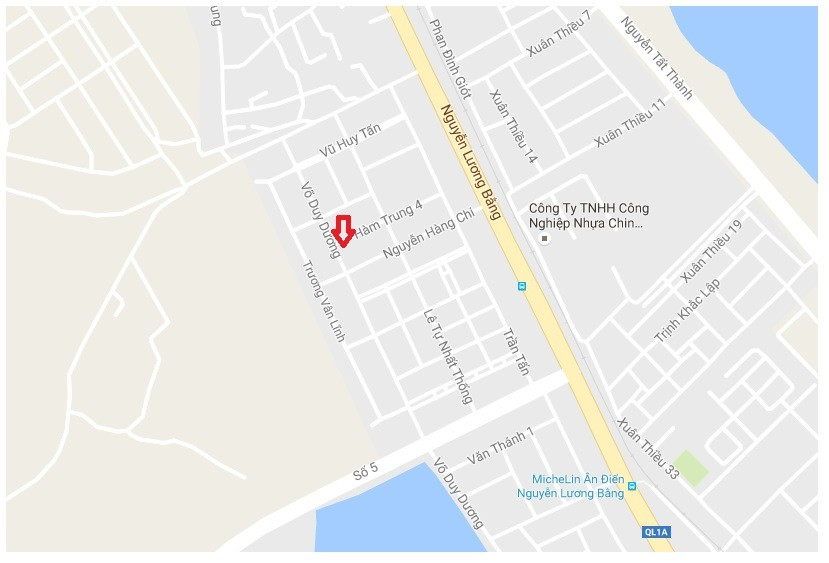 ung
Phan Đình Giót
Xuân Thiều 7
Nguyễn Tất Thành
Xuân Thiều 14
Xuân Thiều 11
Nguyễn Lương Bằng
Vũ Huy Tấn
Võ Duy Dương
Hàm Trung 4
Nguyễn Hàng Chi
Công Ty TNHH Công
Nghiệp Nhựa Chin...
Xuân Thiều 19
Trịnh Khắc Lập
Trương Văn Lĩnh
Lê Tự Nhất Thống
Trần Tấn
Xuân Thiều 33
Văn Thánh 1
Số 5
Võ Duy Dương
MicheLin Ân Điển
Nguyễn Lương Bằng
QL1A